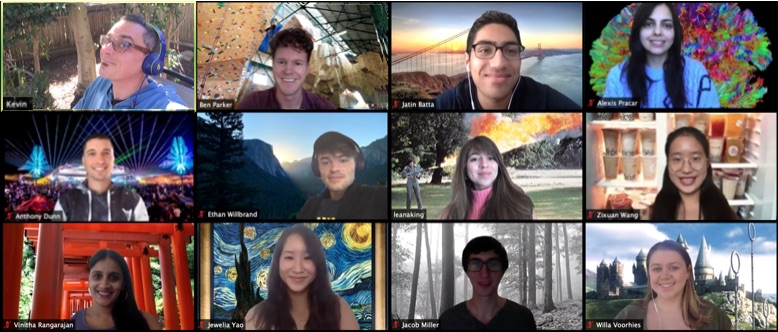 Kevin
Ben Parker
Jatin Batta
Alexis Pracar
Anthony Dunn
Ethan Willbrand
leanaking
Zixuan Wang
Vinitha Rangarajan
Jewelia Yao
Jacob Miller
Willa Voorhies